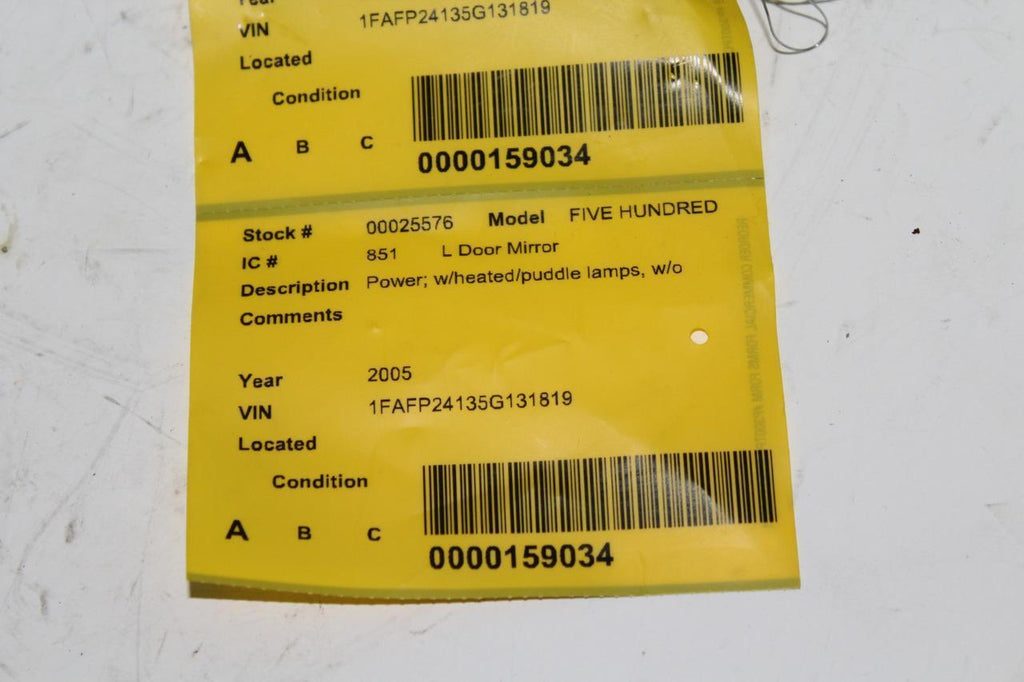 Year
VIN 1FAFP24135G131819
Located
Condition
A B C
0000159034
Stock # 00025576 Model FIVE HUNDRED
IC # 851 L Door Mirror
Description Power; w/heated/puddle lamps, w/o
Comments
Year 2005
VIN 1FAFP24135G131819
Located
Condition
A B C
0000159034